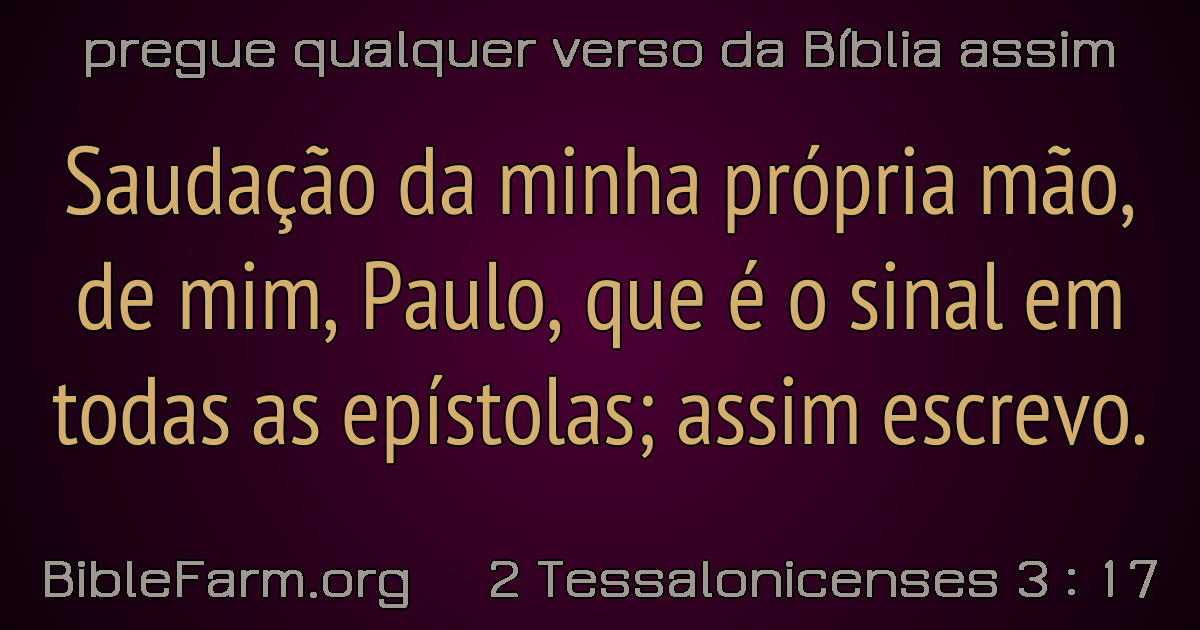 pregue qualquer verso da Bíblia assim
Saudação da minha própria mão,
de mim, Paulo, que é o sinal em
todas as epístolas; assim escrevo.
BibleFarm.org 2 Tessalonicenses 3 : 17